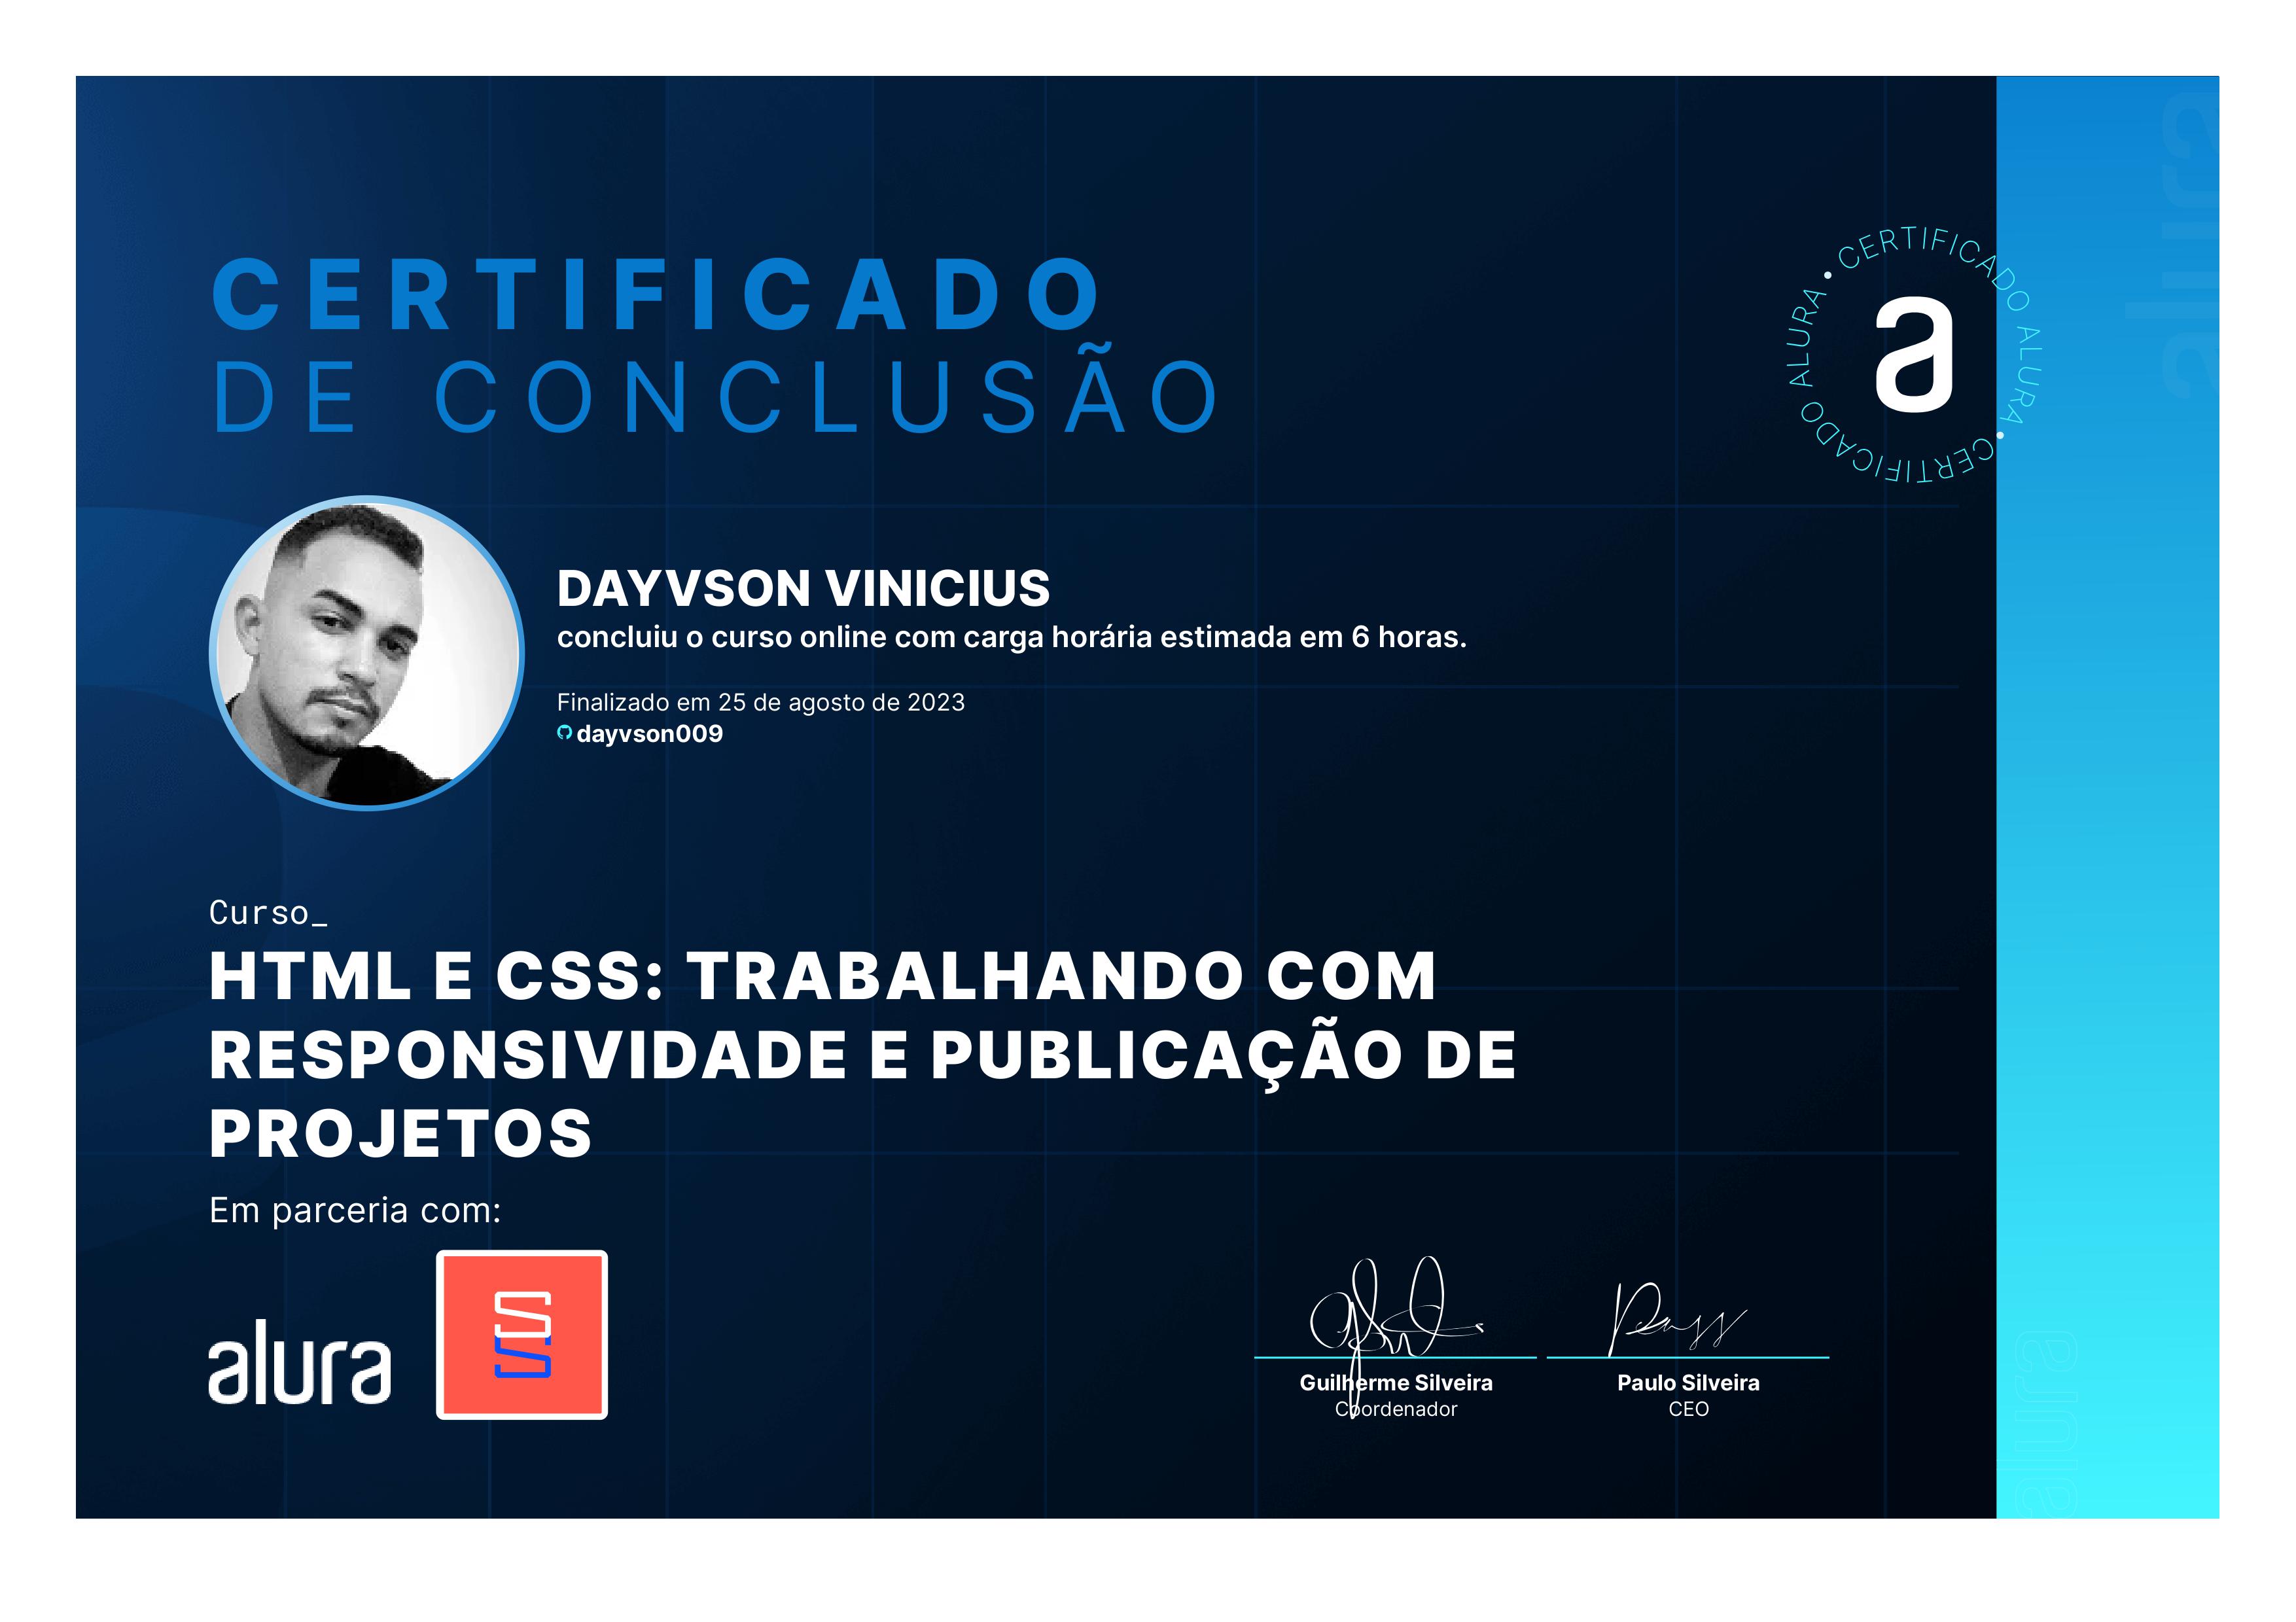 CERTIFICADO
DE CONCLUSÃO
• CERTIFICADO ALURA • CERTIFICADO ALURA
a
alura
DAYVSON VINICIUS
concluiu o curso online com carga horária estimada em 6 horas.
Finalizado em 25 de agosto de 2023
dayvson009
Curso_
HTML E CSS: TRABALHANDO COM
RESPONSIVIDADE E PUBLICAÇÃO DE
PROJETOS
Em parceria com:
alura
Guilherme Silveira
Coordenador
Paulo Silveira
CEO
alura